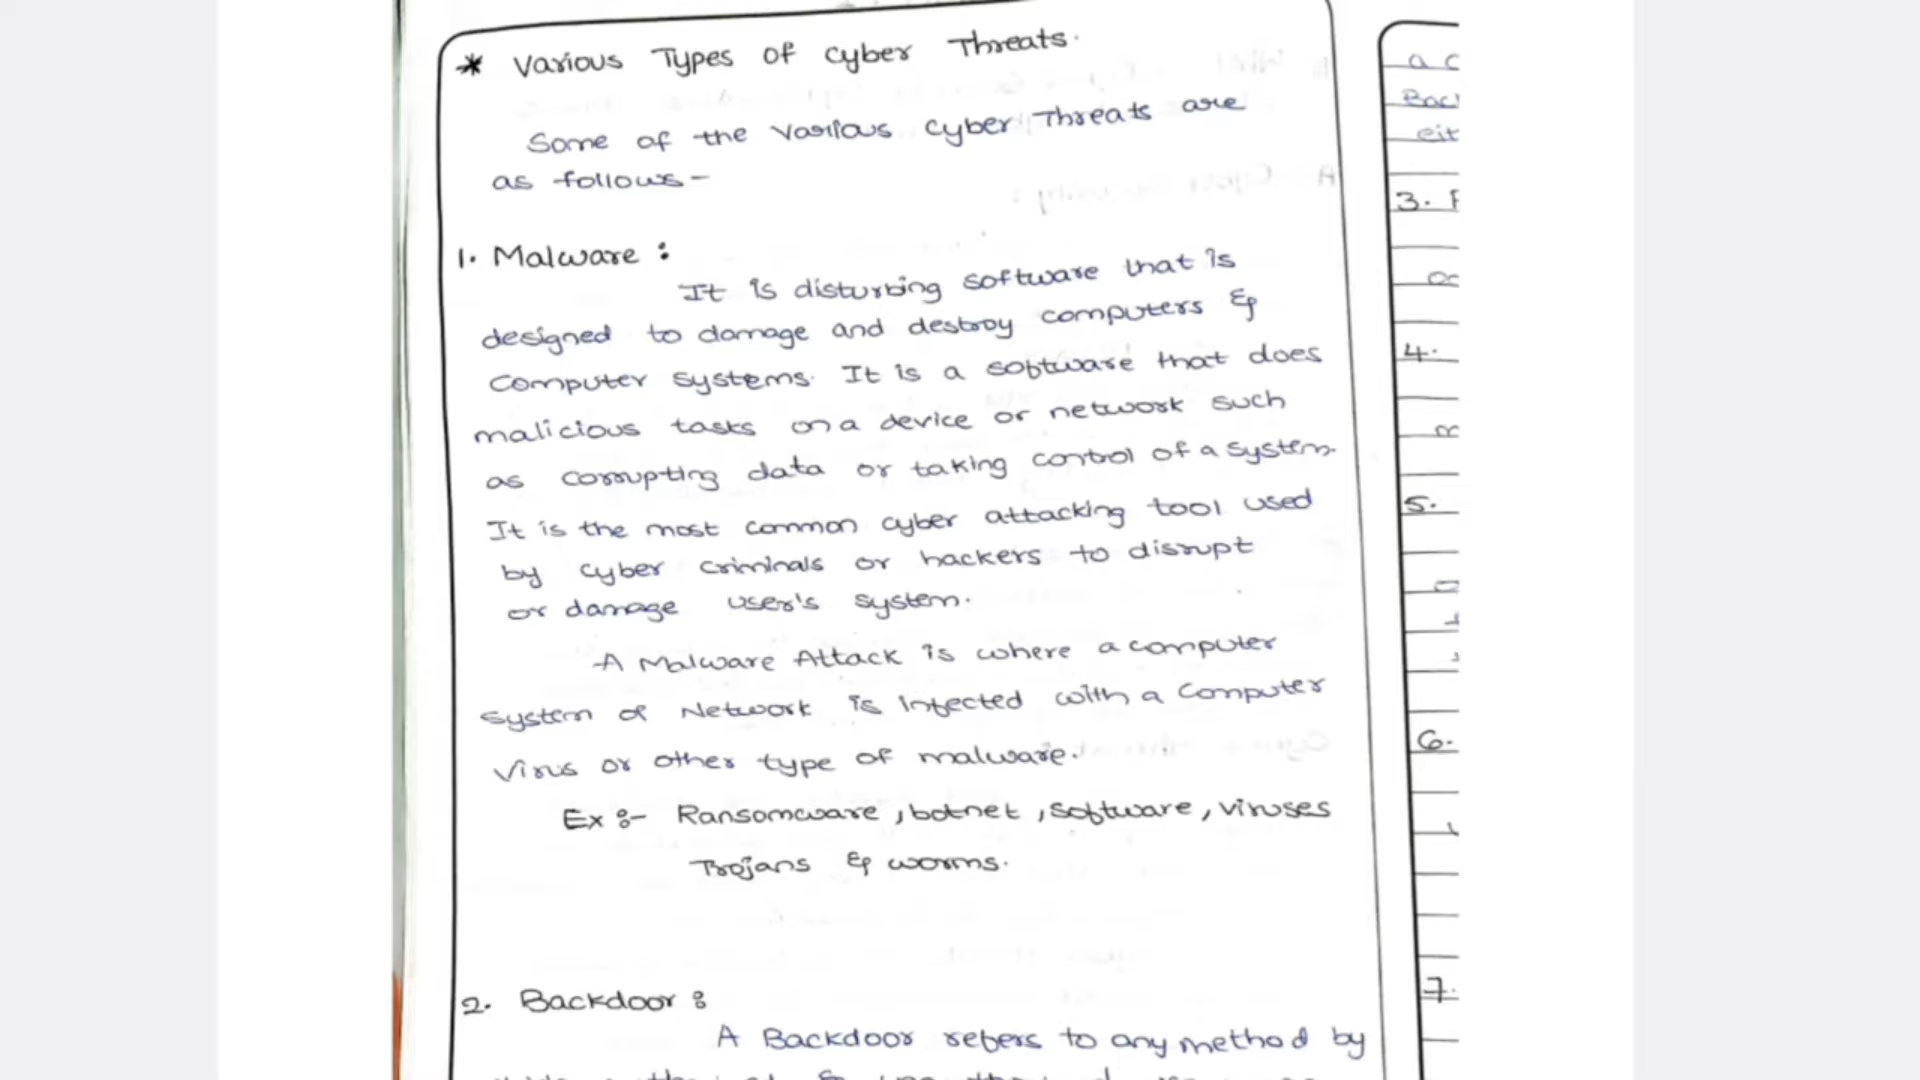 * Various Types of Cyber Threats.
Some of the Various Cyber Threats are
as follows -
1. Malware :
It is disturbing software that is
designed to damage and destroy computers &
Computer systems. It is a software that does
malicious tasks on a device or network such
as corrupting data or taking control of a system.
It is the most common cyber attacking tool used
by cyber criminals or hackers to disrupt
or damage user's system.
A Malware Attack is where a computer
System or Network is infected with a Computer
Virus or other type of malware.
Ex :- Ransomware, botnet, software, viruses
Trojans & worms.
2. Backdoor :
A Backdoor refers to any method by
a c
Bac
eit
3.
4.
5.
6.
7.